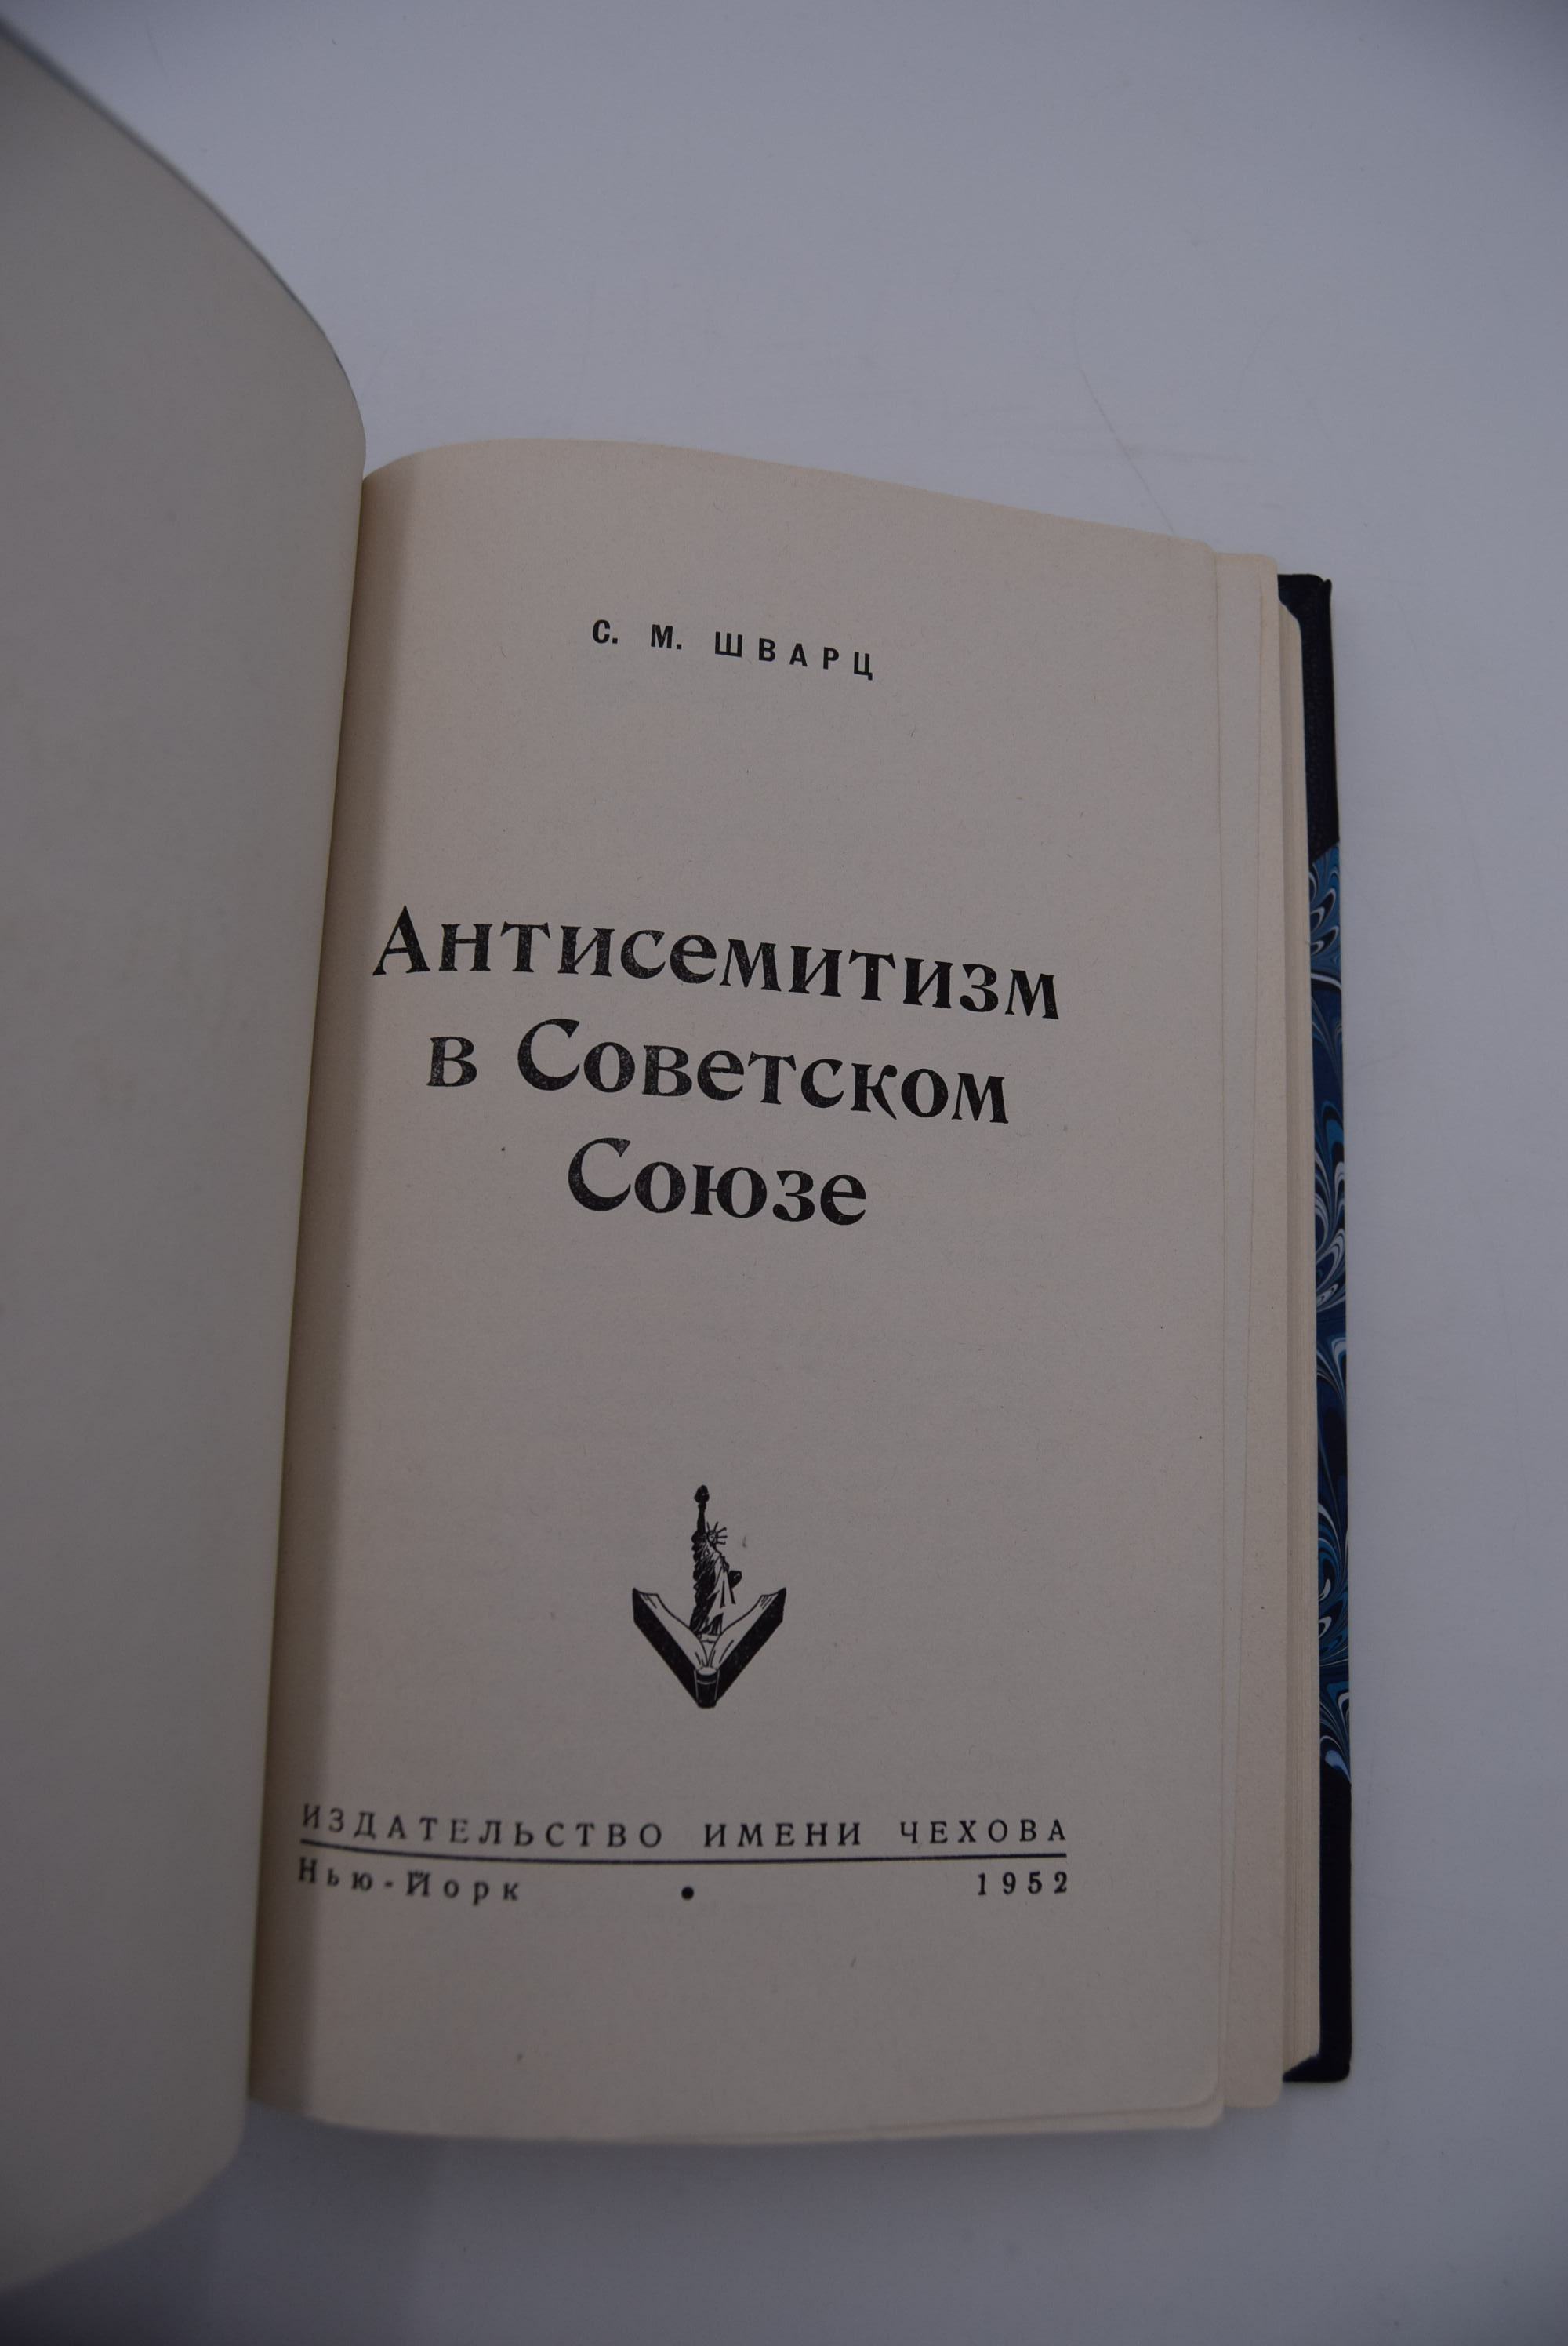 С. М. ШВАРЦ
Антисемитизм
в Советском
Союзе
ИЗДАТЕЛЬСТВО ИМЕНИ ЧЕХОВА
Нью-Йорк • 1952